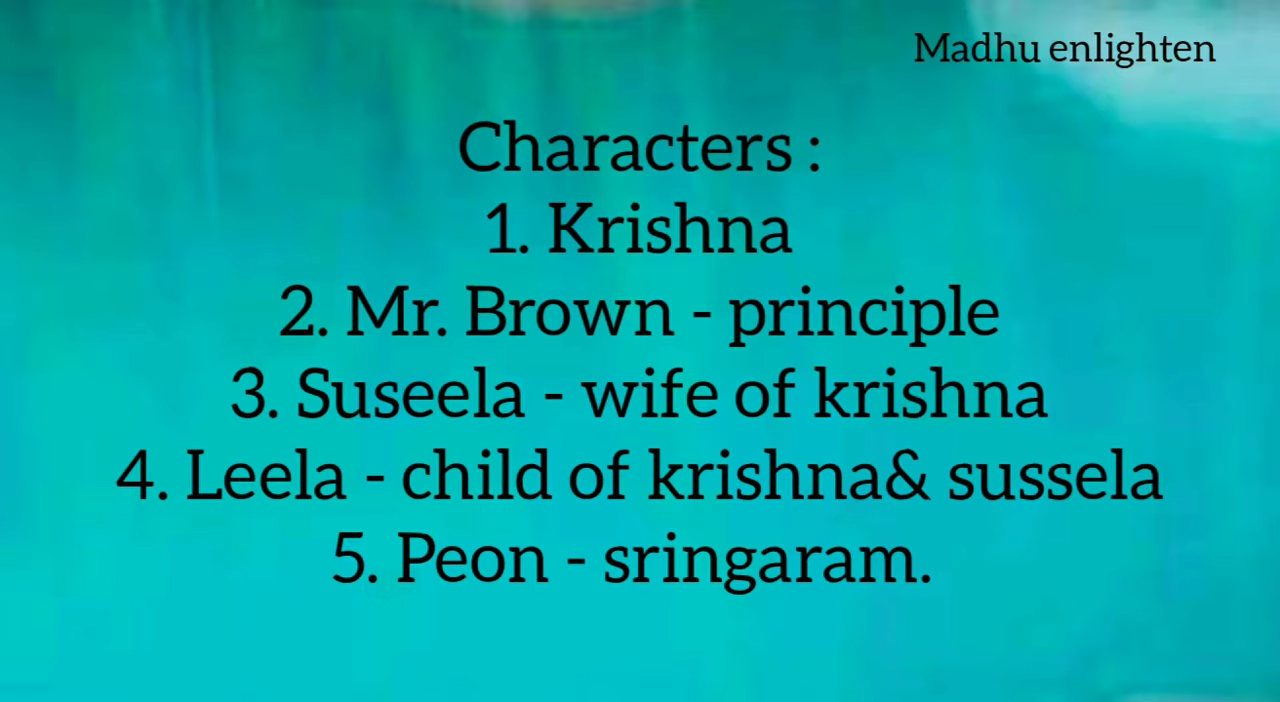 Madhu enlighten
Characters :
1. Krishna
2. Mr. Brown - principle
3. Suseela - wife of krishna
4. Leela - child of krishna& sussela
5. Peon - sringaram.